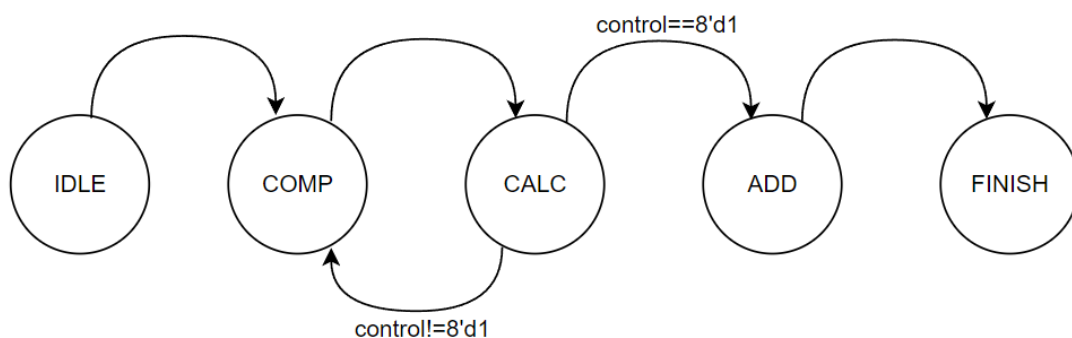 control==8'd1
IDLE
COMP
CALC
ADD
FINISH
control!=8'd1